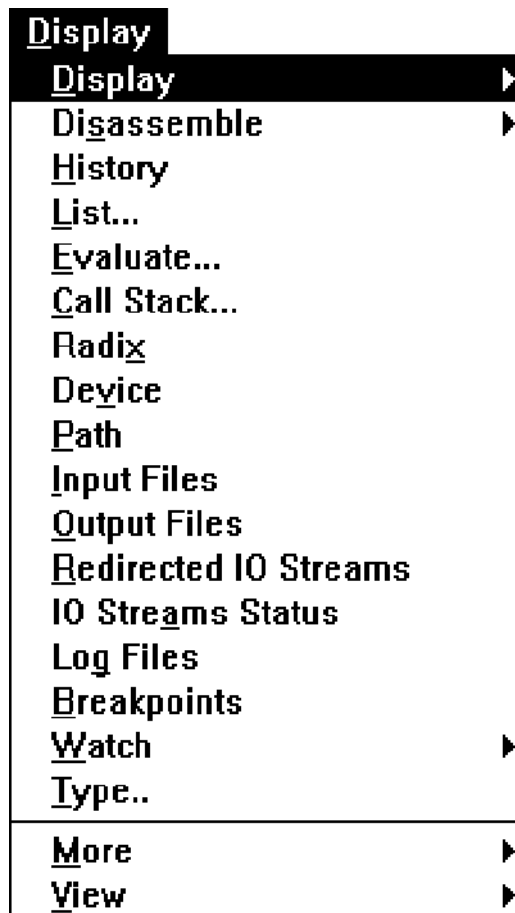 Display
Display
Disassemble
History
List...
Evaluate...
Call Stack...
Radix
Device
Path
Input Files
Output Files
Redirected IO Streams
IO Streams Status
Log Files
Breakpoints
Watch
Type..
More
View